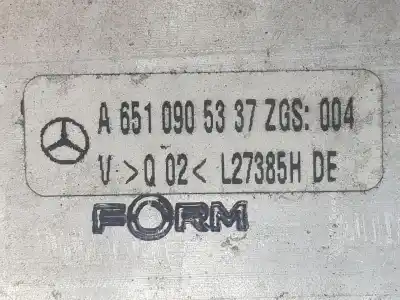 A 651 090 53 37 ZGS: 004
V >Q 02< L27385H DE
FORM